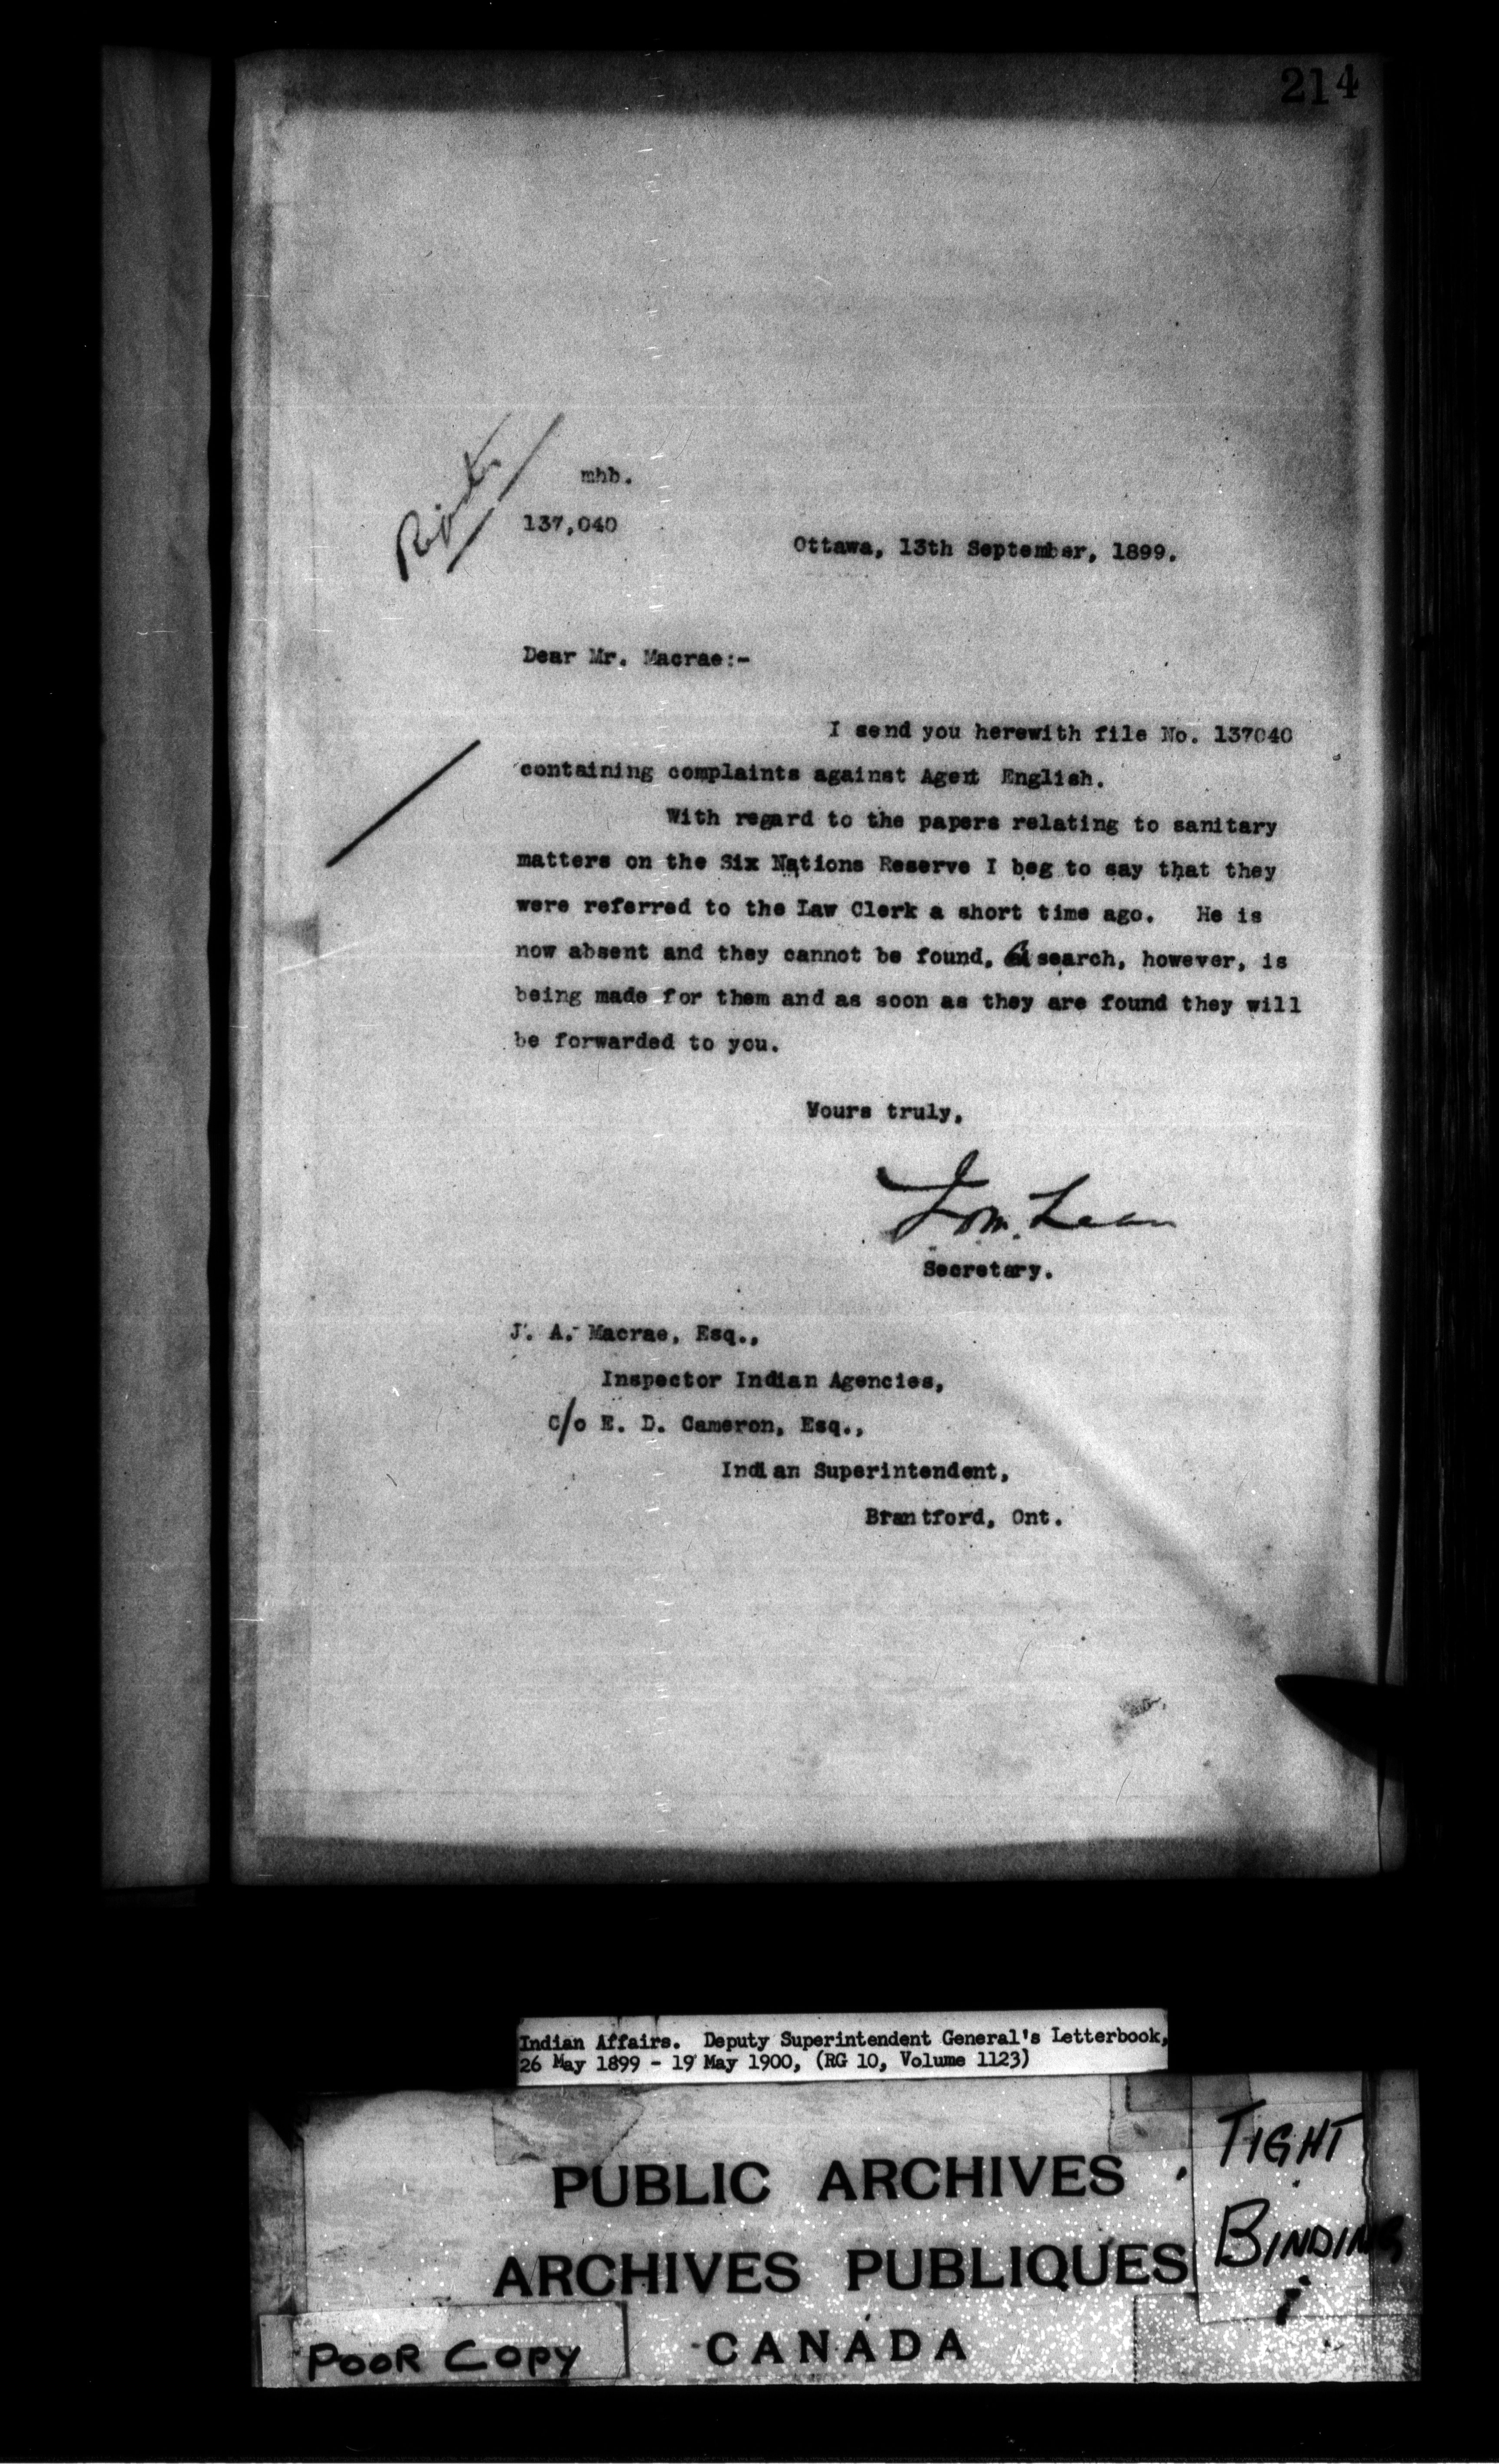 214
mhb.
137,040
Ottawa, 13th September, 1899.
Dear Mr. Macrae:-
I send you herewith file No. 137040
containing complaints against Agent English.
With regard to the papers relating to sanitary
matters on the Six Nations Reserve I beg to say that they
were referred to the Law Clerk a short time ago. He is
now absent and they cannot be found, A search, however, is
being made for them and as soon as they are found they will
be forwarded to you.
Yours truly,
Secretary.
J. A. Macrae, Esq.,
Inspector Indian Agencies,
c/o E. D. Cameron, Esq.,
Indian Superintendent,
Brantford, Ont.
Indian Affairs. Deputy Superintendent General's Letterbook,
26 May 1899 - 19 May 1900, (RG 10, Volume 1123)
PUBLIC ARCHIVES
ARCHIVES PUBLIQUES
CANADA
TIGHT
BINDING
POOR COPY